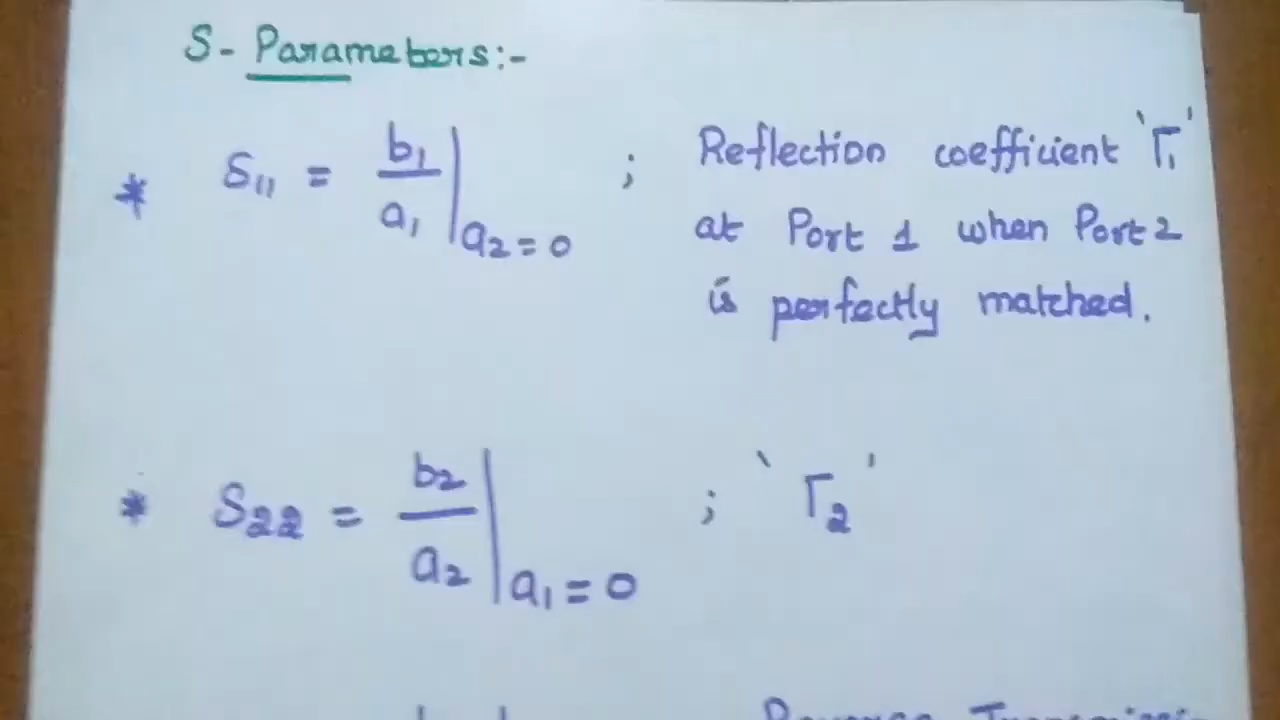 S - Parameters:-
* S11 = b1/a1 | a2 = 0 ; Reflection coefficient 'Γ1'
at Port 1 when Port 2
is perfectly matched.
* S22 = b2/a2 | a1 = 0 ; 'Γ2'